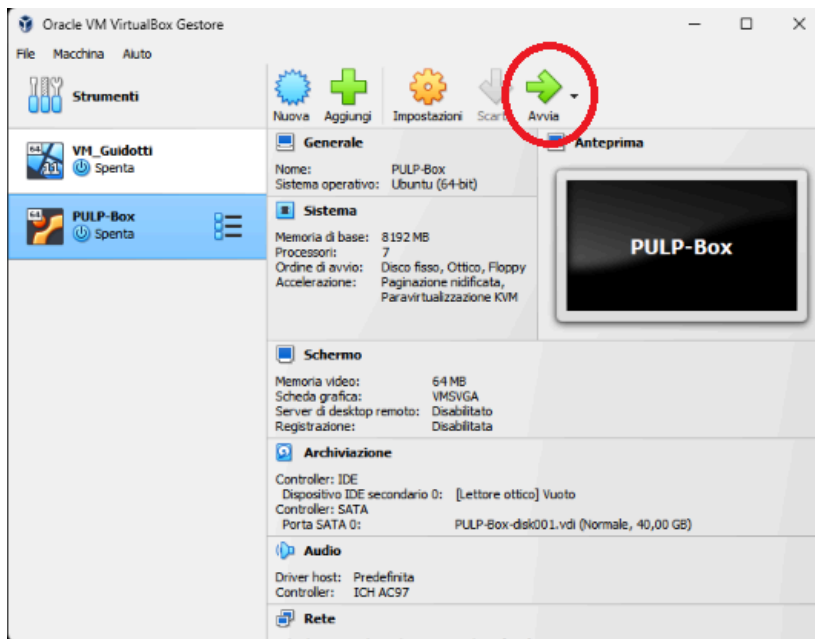 Oracle VM VirtualBox Gestore
File Macchina Aiuto
Strumenti
Nuova Aggiungi Impostazioni Scarta Avvia
64
VM_Guidotti
Spenta
64
PULP-Box
Spenta
Generale
Nome: PULP-Box
Sistema operativo: Ubuntu (64-bit)
Anteprima
PULP-Box
Sistema
Memoria di base: 8192 MB
Processori: 7
Ordine di avvio: Disco fisso, Ottico, Floppy
Accelerazione: Paginazione nidificata,
Paravirtualizzazione KVM
Schermo
Memoria video: 64 MB
Scheda grafica: VMSVGA
Server di desktop remoto: Disabilitato
Registrazione: Disabilitata
Archiviazione
Controller: IDE
Dispositivo IDE secondario 0: [Lettore ottico] Vuoto
Controller: SATA
Porta SATA 0: PULP-Box-disk001.vdi (Normale, 40,00 GB)
Audio
Driver host: Predefinita
Controller: ICH AC97
Rete